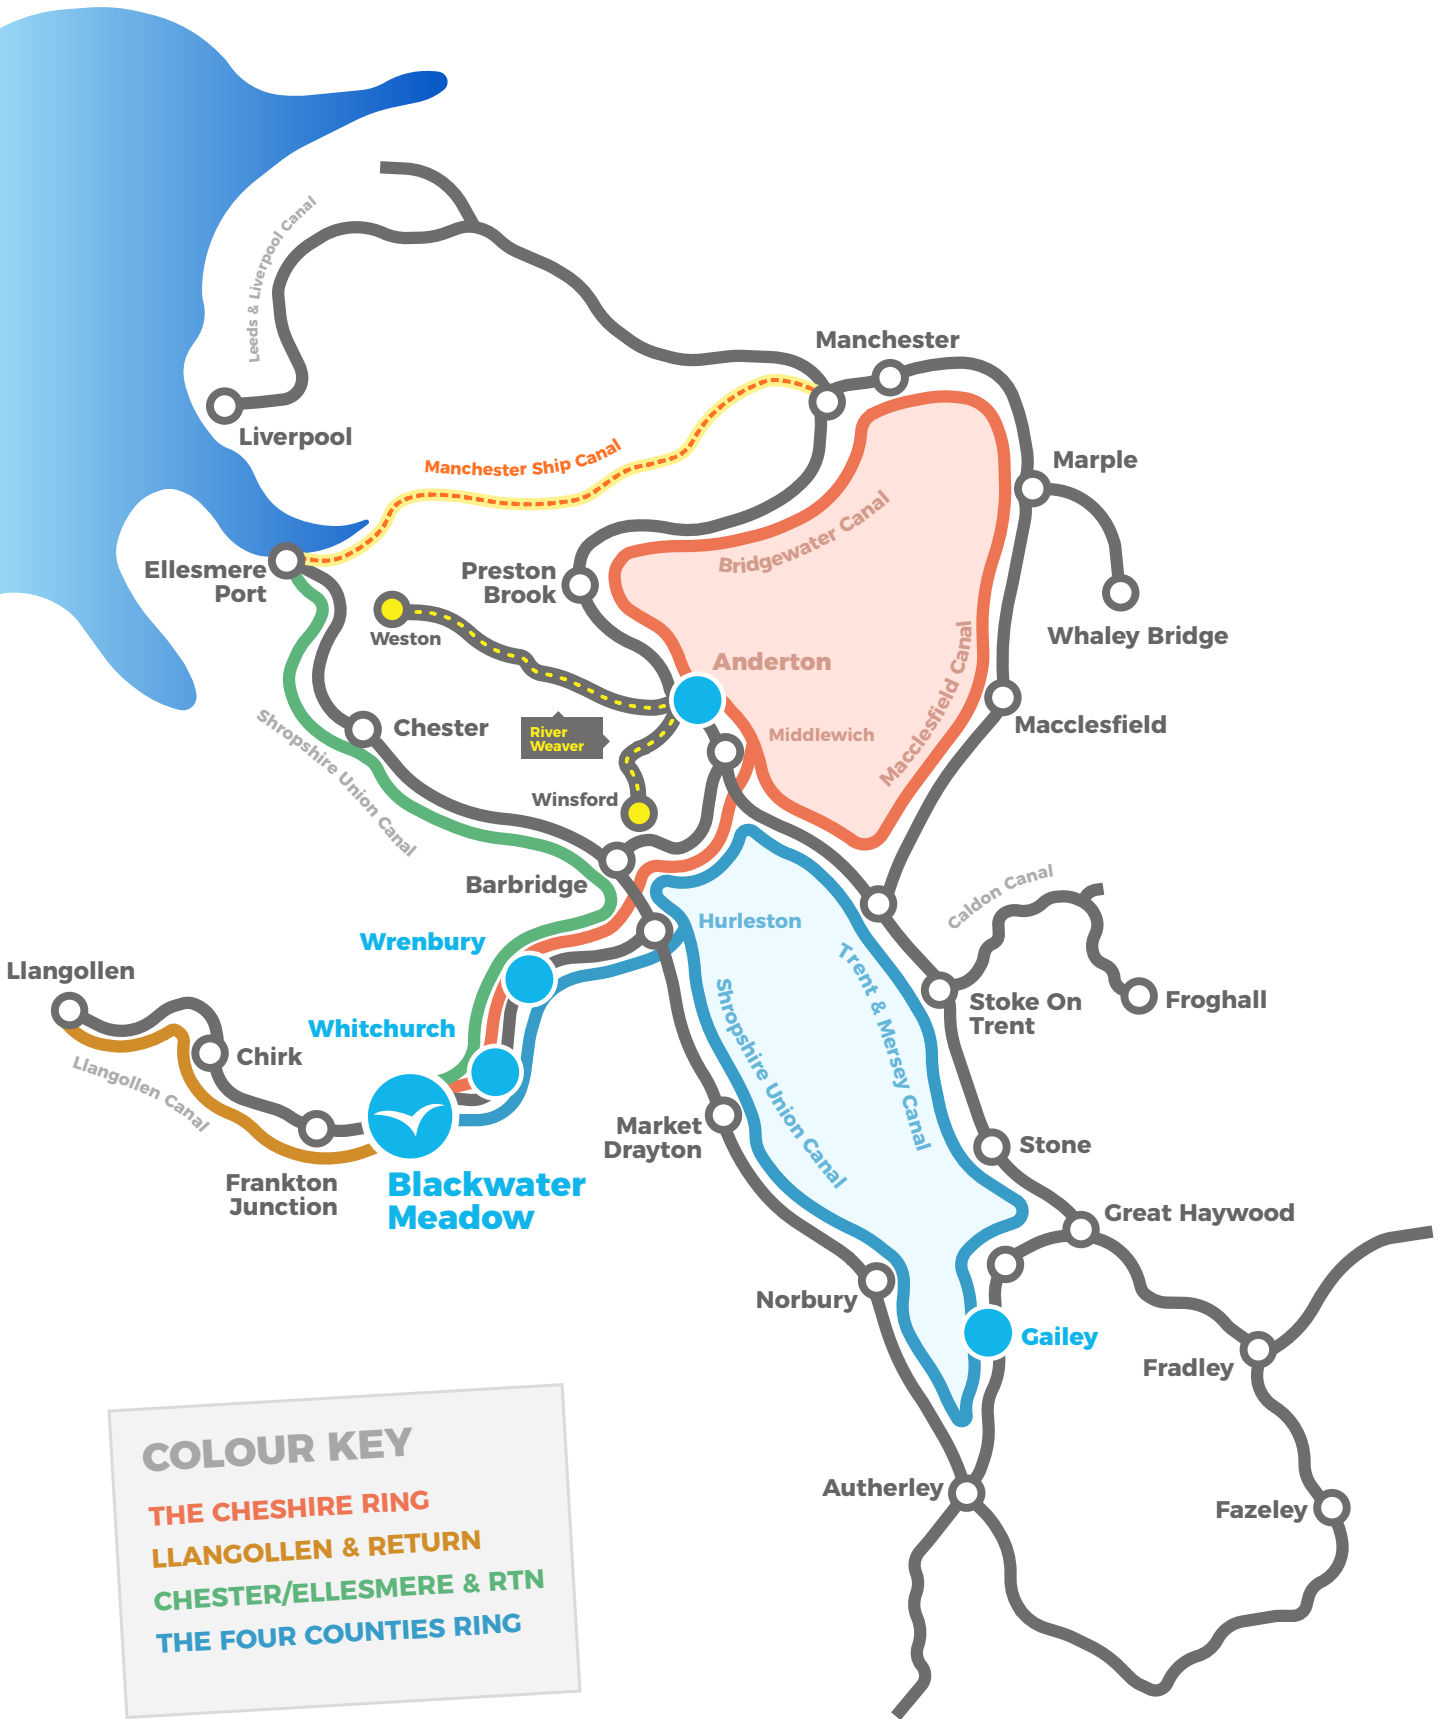 Leeds & Liverpool Canal
Manchester
Liverpool
Manchester Ship Canal
Marple
Bridgewater Canal
Ellesmere
Port
Preston
Brook
Weston
Whaley Bridge
Anderton
Macclesfield Canal
Macclesfield
Chester
River
Weaver
Middlewich
Shropshire Union Canal
Winsford
Barbridge
Caldon Canal
Hurleston
Wrenbury
Llangollen
Trent & Mersey Canal
Stoke On
Trent
Froghall
Whitchurch
Shropshire Union Canal
Chirk
Llangollen Canal
Market
Drayton
Stone
Frankton
Junction
Blackwater
Meadow
Great Haywood
Norbury
Gailey
Fradley
Autherley
Fazeley
COLOUR KEY
THE CHESHIRE RING
LLANGOLLEN & RETURN
CHESTER/ELLESMERE & RTN
THE FOUR COUNTIES RING